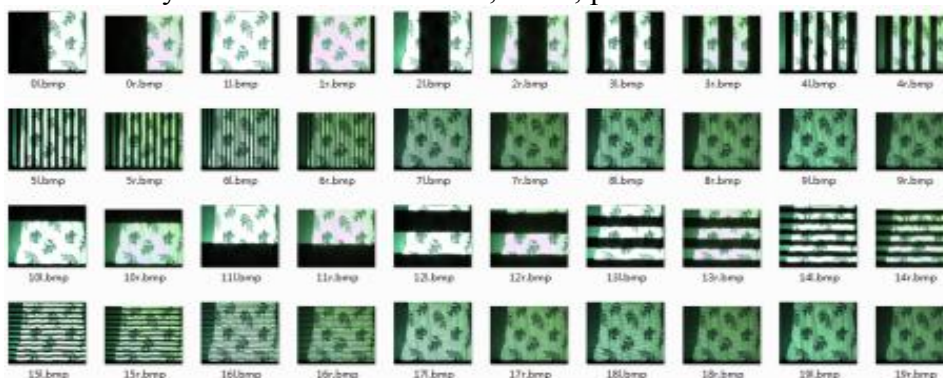 0l.bmp 0r.bmp 1l.bmp 1r.bmp 2l.bmp 2r.bmp 3l.bmp 3r.bmp 4l.bmp 4r.bmp
5l.bmp 5r.bmp 6l.bmp 6r.bmp 7l.bmp 7r.bmp 8l.bmp 8r.bmp 9l.bmp 9r.bmp
10l.bmp 10r.bmp 11l.bmp 11r.bmp 12l.bmp 12r.bmp 13l.bmp 13r.bmp 14l.bmp 14r.bmp
15l.bmp 15r.bmp 16l.bmp 16r.bmp 17l.bmp 17r.bmp 18l.bmp 18r.bmp 19l.bmp 19r.bmp